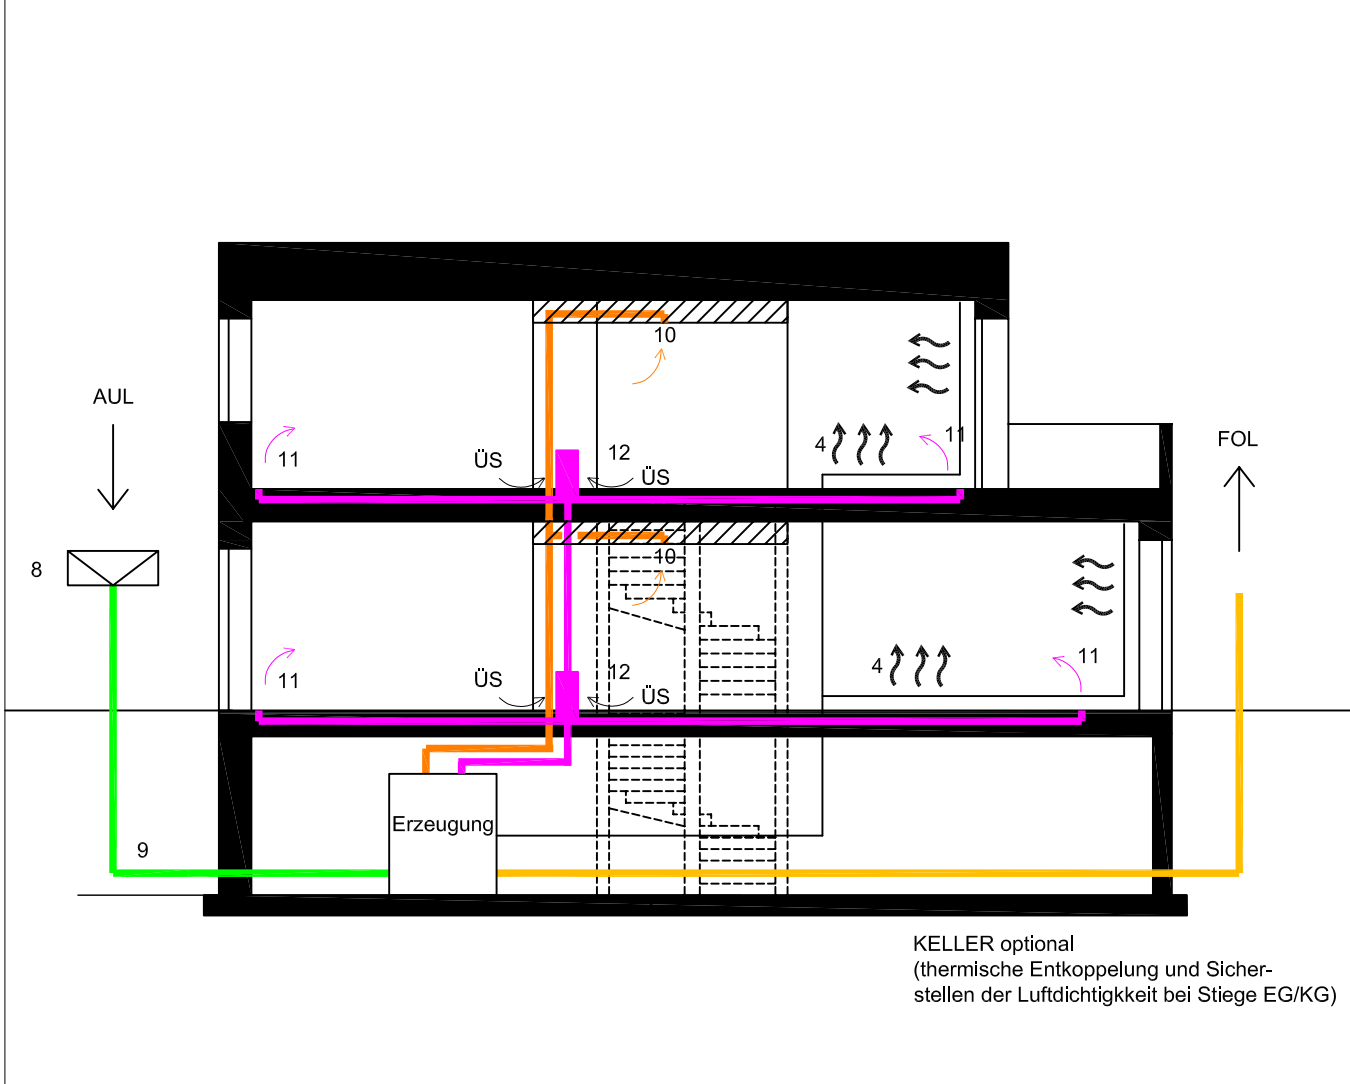 10
AUL
4
11
FOL
11
ÜS
12
ÜS
8
10
11
ÜS
12
ÜS
4
11
Erzeugung
9
KELLER optional
(thermische Entkoppelung und Sicher-
stellen der Luftdichtigkkeit bei Stiege EG/KG)